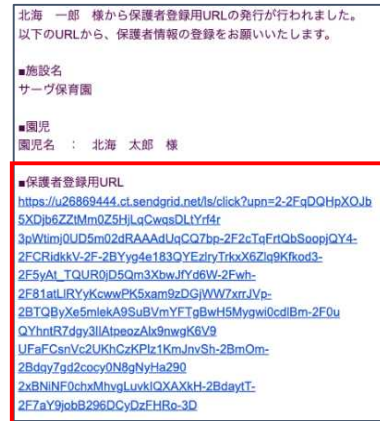 北海　一郎　様から保護者登録用URLの発行が行われました。
以下のURLから、保護者情報の登録をお願いいたします。
■施設名
サーヴ保育園
■園児
園児名　：　北海　太郎　様
■保護者登録用URL
https://u26869444.ct.sendgrid.net/ls/click?upn=2-2FqDQHpXOJb
5XDjb6ZZtMm0Z5HjLqCwqsDLtYrf4r
3pWtimj0UD5m02dRAAAdUqCQ7bp-2F2cTqFrtQbSoopjQY4-
2FCRidkkV-2F-2BYyg4e183QYEzlryTrkxX6Zlq9Kfkod3-
2F5yAt_TQUR0jD5Qm3XbwJfYd6W-2Fwh-
2F81atLIRYyKcwwPK5xam9zDGjWW7xrrJVp-
2BTQByXe5mlekA9SuBVmYFTgBwH5Mygwi0cdlBm-2F0u
QYhntR7dgy3IlAtpeozAlx9nwgK6V9
UFaFCsnVc2UKhCzKPlz1KmJnvSh-2BmOm-
2Bdqy7gd2cocy0N8gNyHa290
2xBNiNF0chxMhvgLuvkIQXAXkH-2BdaytT-
2F7aY9jobB296DCyDzFHRo-3D